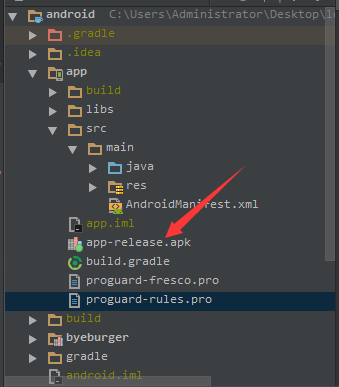 android C:\Users\Administrator\Desktop\
.gradle
.idea
app
build
libs
src
main
java
res
AndroidManifest.xml
app.iml
app-release.apk
build.gradle
proguard-fresco.pro
proguard-rules.pro
build
byeburger
gradle
android.iml